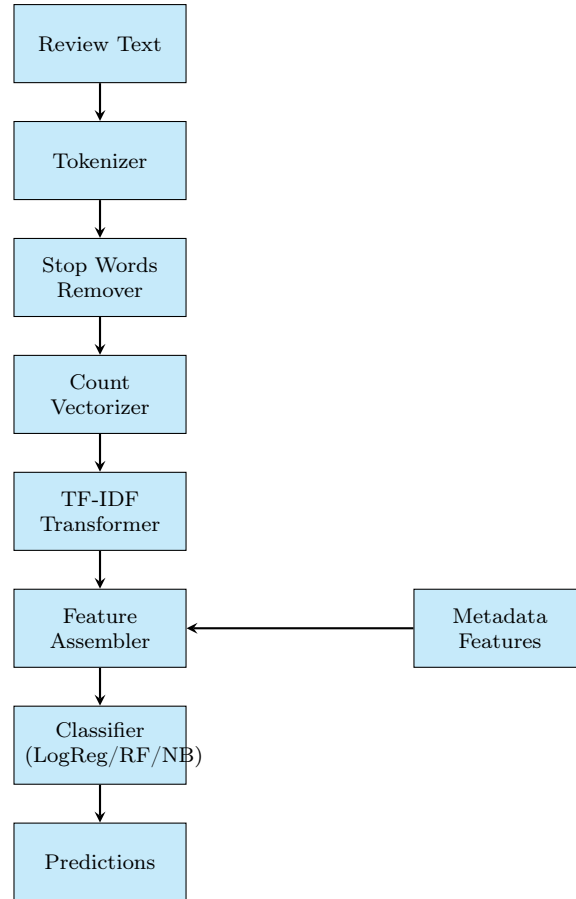 Review Text
Tokenizer
Stop Words
Remover
Count
Vectorizer
TF-IDF
Transformer
Feature
Assembler
Metadata
Features
Classifier
(LogReg/RF/NB)
Predictions